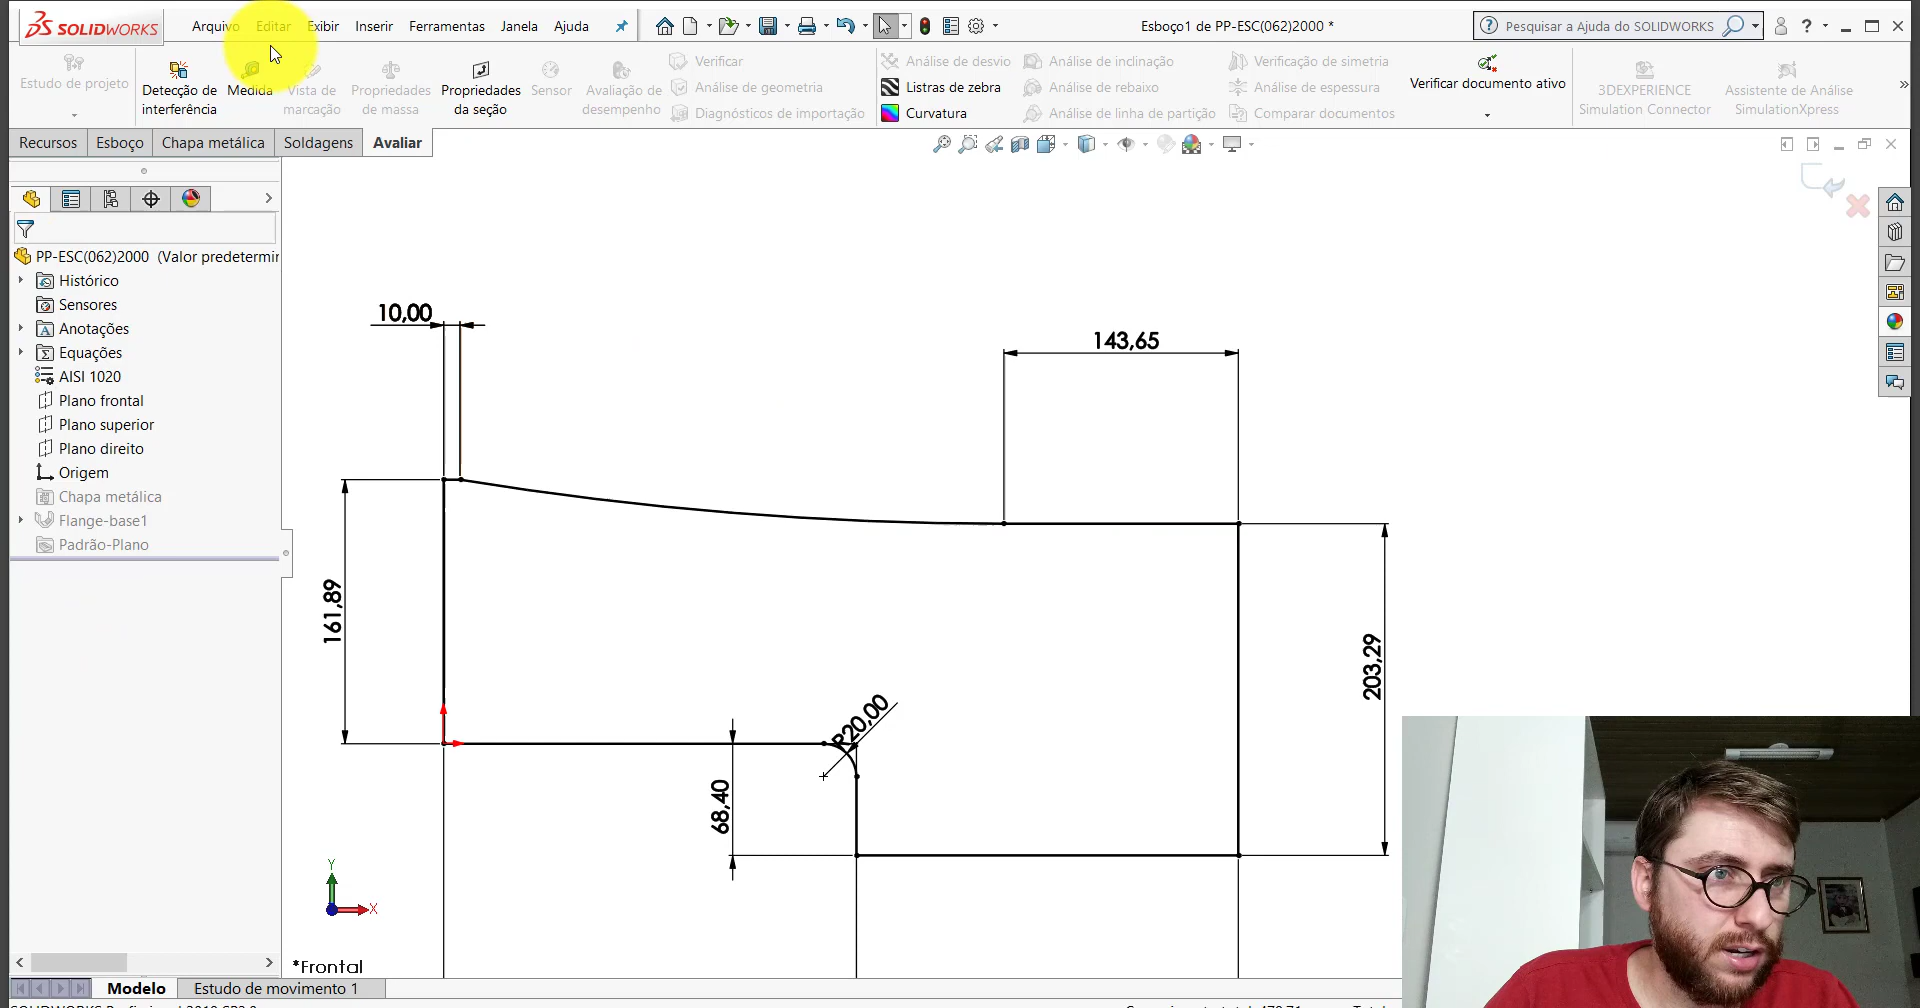 SOLIDWORKS
Arquivo Editar Exibir Inserir Ferramentas Janela Ajuda
Esboço1 de PP-ESC(062)2000 *
Pesquisar a Ajuda do SOLIDWORKS
Estudo de projeto
Detecção de interferência
Medida
Vista de marcação
Propriedades de massa
Propriedades da seção
Sensor
Avaliação de desempenho
Verificar
Análise de geometria
Diagnósticos de importação
Análise de desvio
Listras de zebra
Curvatura
Análise de inclinação
Análise de rebaixo
Análise de linha de partição
Verificação de simetria
Análise de espessura
Comparar documentos
Verificar documento ativo
3DEXPERIENCE
Simulation Connector
Assistente de Análise
SimulationXpress
Recursos Esboço Chapa metálica Soldagens Avaliar
PP-ESC(062)2000 (Valor predetermir
Histórico
Sensores
Anotações
Equações
AISI 1020
Plano frontal
Plano superior
Plano direito
Origem
Chapa metálica
Flange-base1
Padrão-Plano
10,00
143,65
161,89
203,29
R20,00
68,40
Y
X
*Frontal
Modelo Estudo de movimento 1